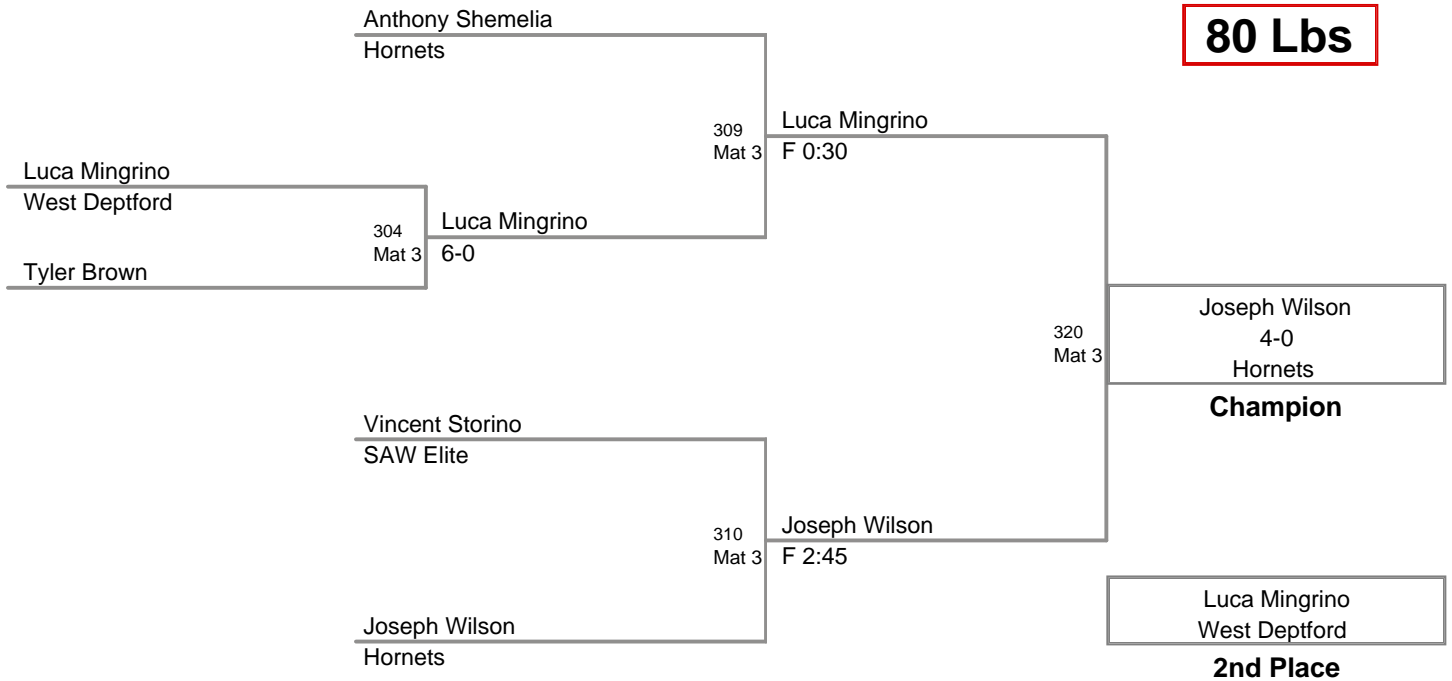 Anthony Shemelia
Hornets
80 Lbs
309
Mat 3
Luca Mingrino
F 0:30
Luca Mingrino
West Deptford
304
Mat 3
Luca Mingrino
6-0
Tyler Brown
320
Mat 3
Joseph Wilson
4-0
Hornets
Champion
Vincent Storino
SAW Elite
310
Mat 3
Joseph Wilson
F 2:45
Joseph Wilson
Hornets
Luca Mingrino
West Deptford
2nd Place